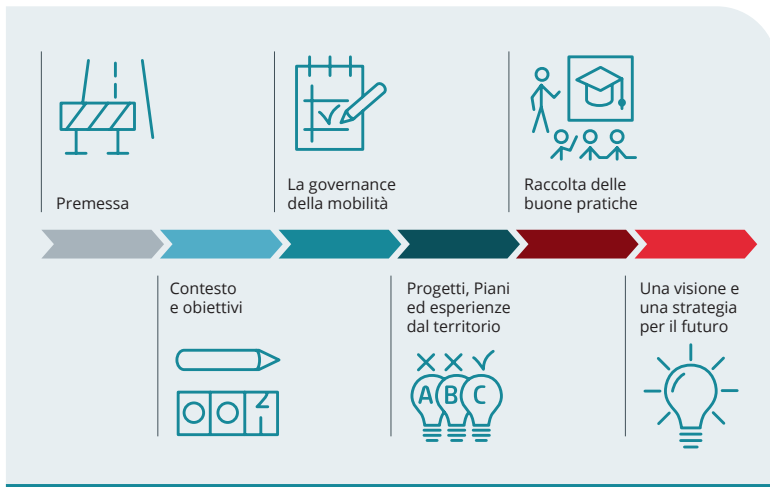 Premessa
La governance
della mobilità
Raccolta delle
buone pratiche
Contesto
e obiettivi
Progetti, Piani
ed esperienze
dal territorio
Una visione e
una strategia
per il futuro
A B C